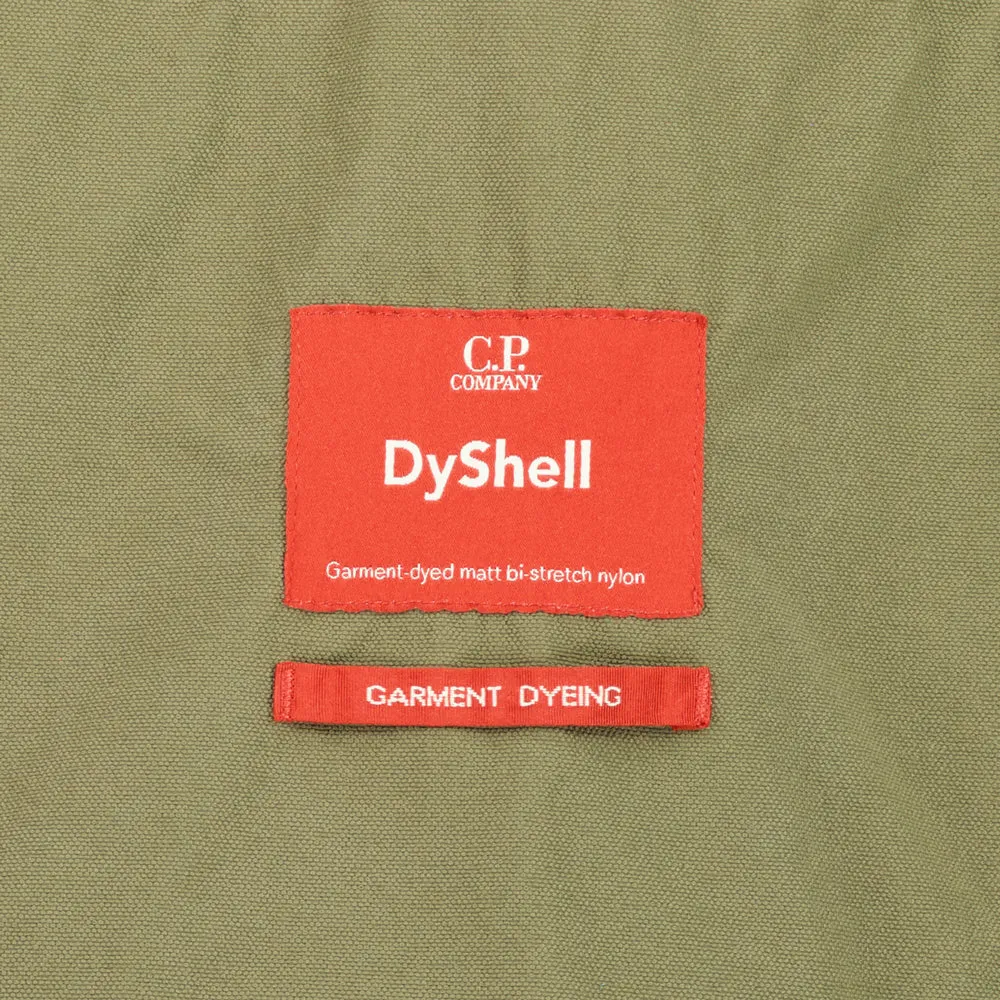 C.P.
COMPANY
DyShell
Garment-dyed matt bi-stretch nylon
GARMENT DYEING